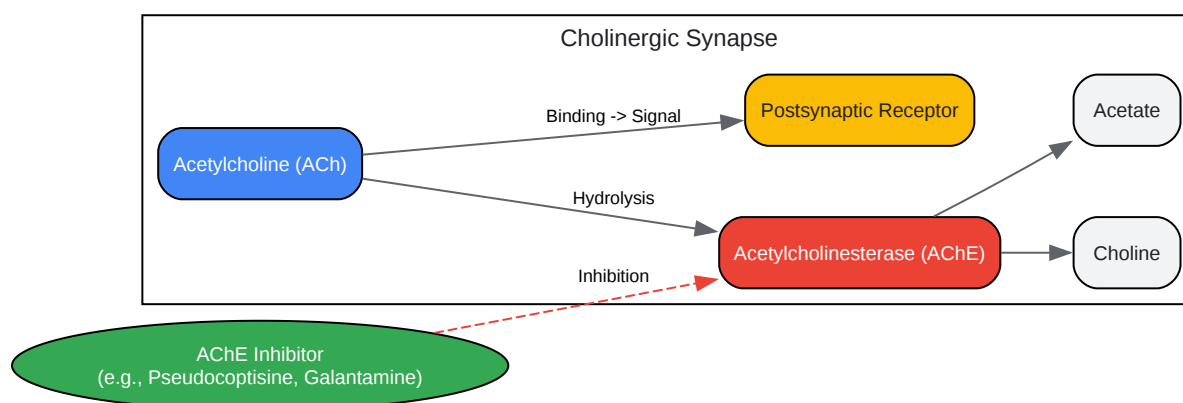 Cholinergic Synapse
Binding -> Signal
Postsynaptic Receptor
Acetate
Acetylcholine (ACh)
Hydrolysis
Acetylcholinesterase (AChE)
Choline
Inhibition
AChE Inhibitor
(e.g., Pseudocoptisine, Galantamine)